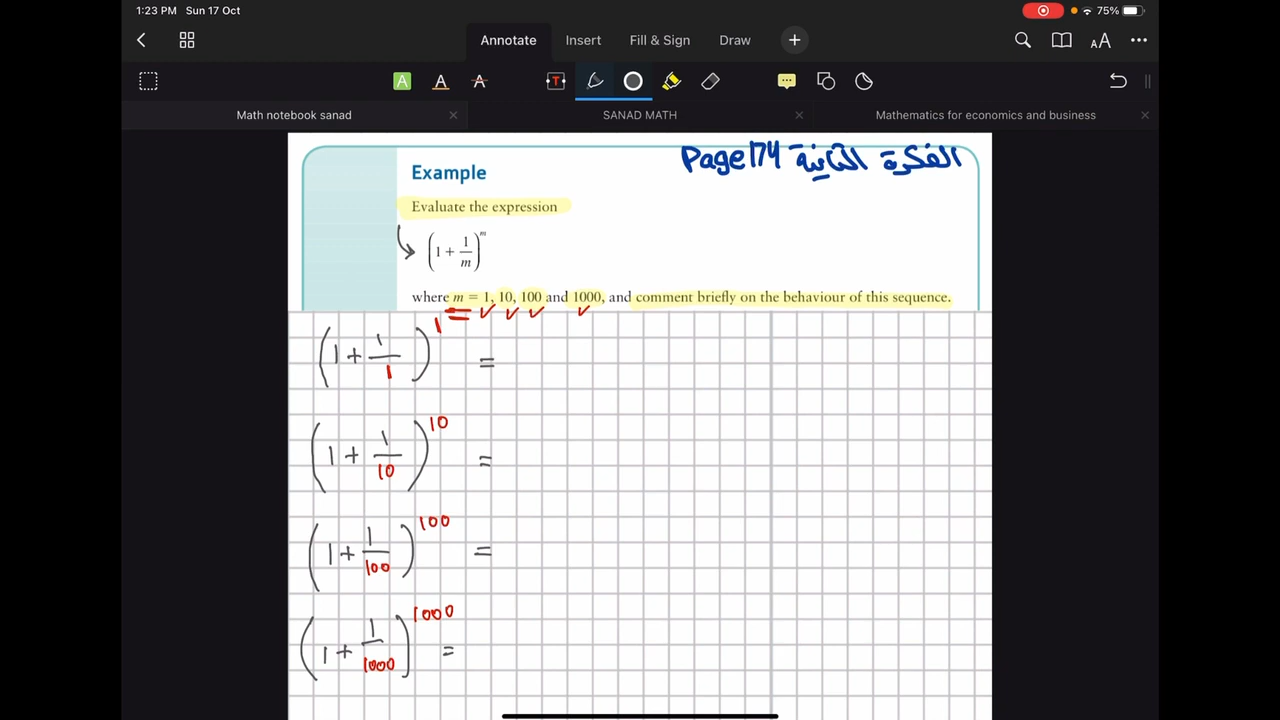 1:23 PM Sun 17 Oct 75%
Annotate Insert Fill & Sign Draw
Math notebook sanad SANAD MATH Mathematics for economics and business
الفكرة الثانية Page 174
Example
Evaluate the expression
(1 + 1/m)^m
where m = 1, 10, 100 and 1000, and comment briefly on the behaviour of this sequence.
(1 + 1/1)^1 =
(1 + 1/10)^10 =
(1 + 1/100)^100 =
(1 + 1/1000)^1000 =